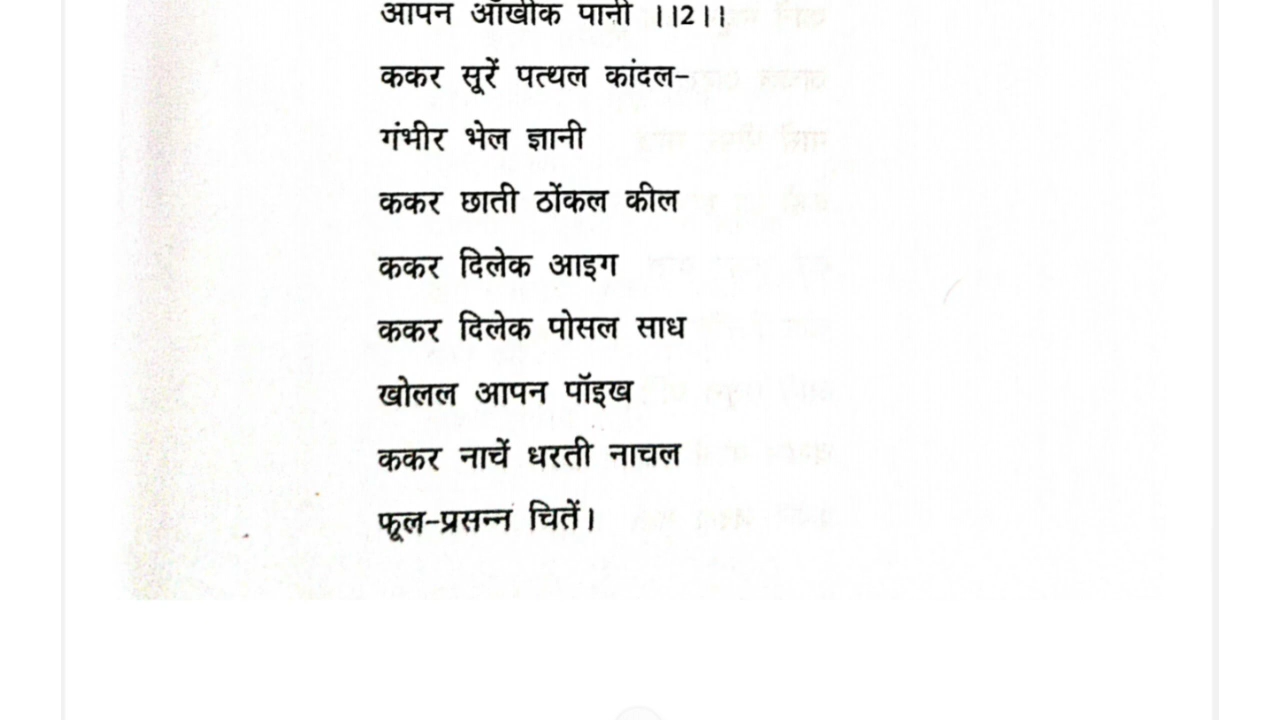 आपन आँखीक पानी ।।2।।
ककर सूरें पत्थल कांदल-
गंभीर भेल ज्ञानी
ककर छाती ठोंकल कील
ककर दिलेक आइग
ककर दिलेक पोसल साध
खोलल आपन पाँइख
ककर नाचें धरती नाचल
फूल-प्रसन्न चितें।